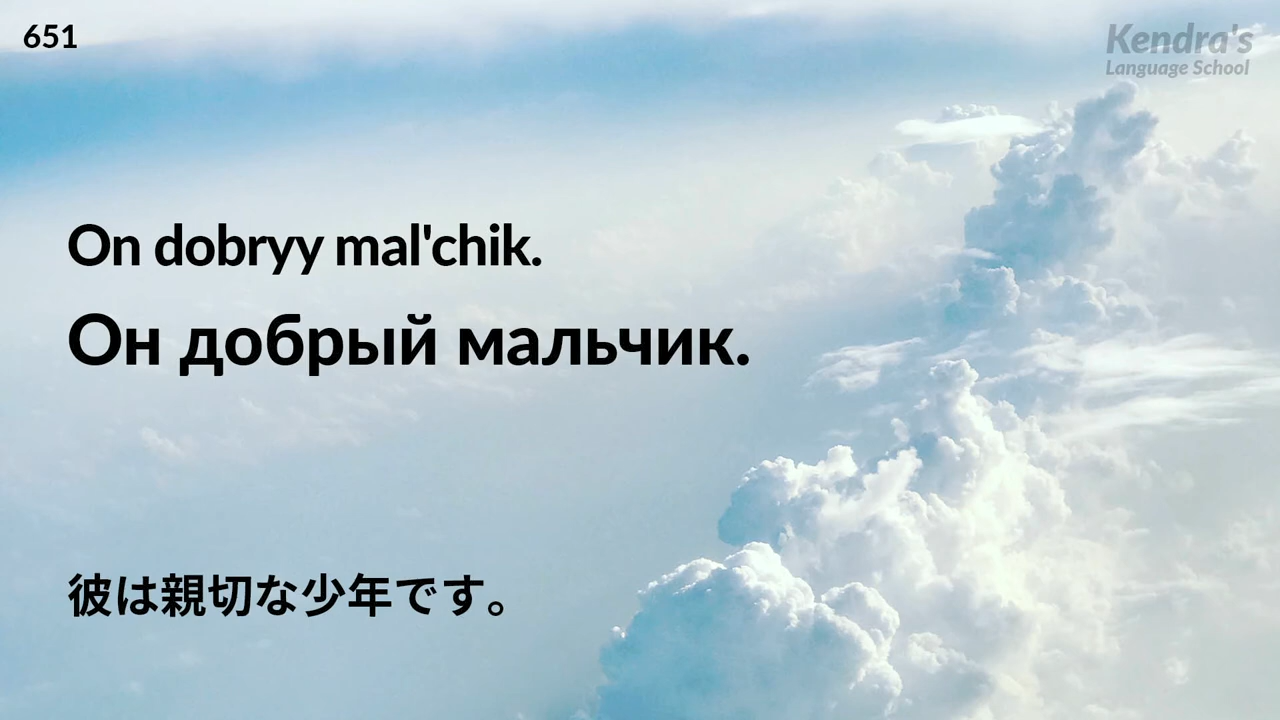 651
Kendra's
Language School
On dobryy mal'chik.
Он добрый мальчик.
彼は親切な少年です。